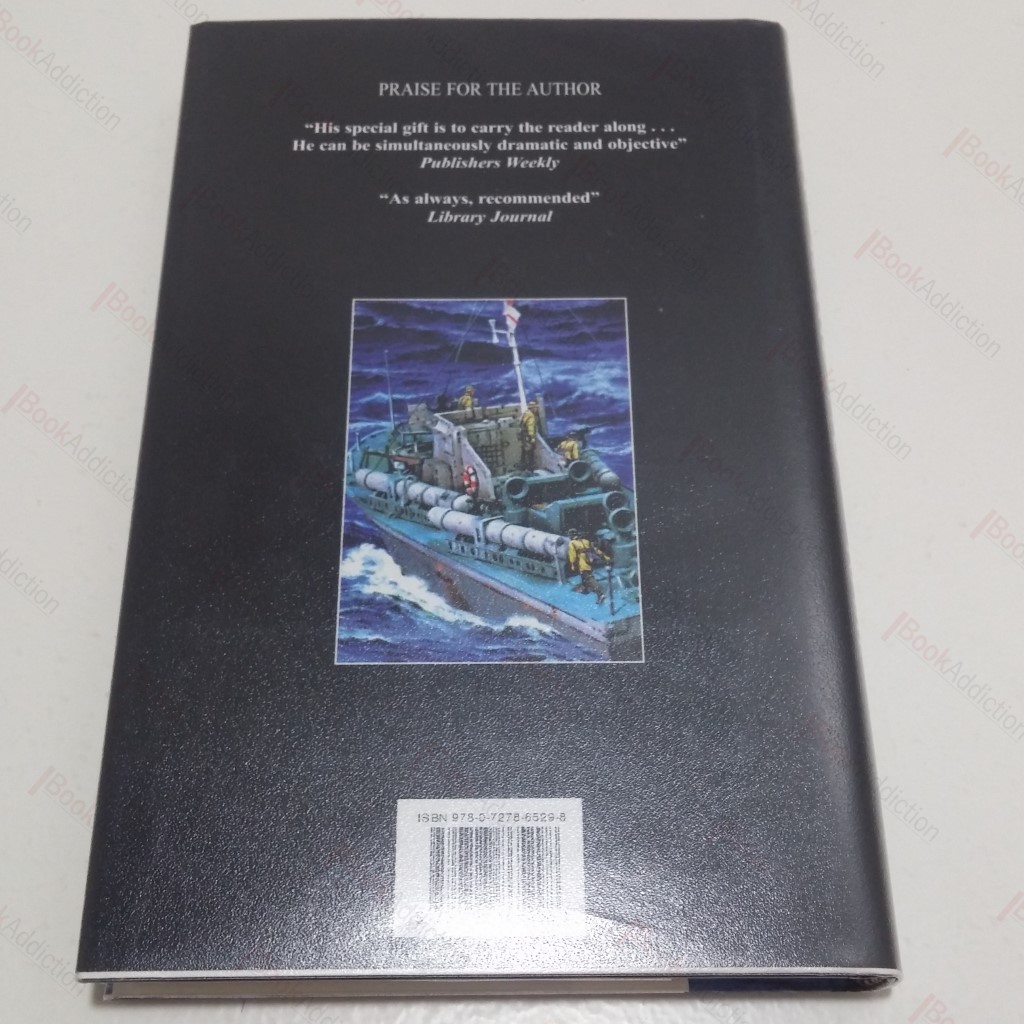 PRAISE FOR THE AUTHOR
“His special gift is to carry the reader along . . .
He can be simultaneously dramatic and objective”
Publishers Weekly
“As always, recommended”
Library Journal
ISBN 978-0-7278-6529-8
BookAddiction